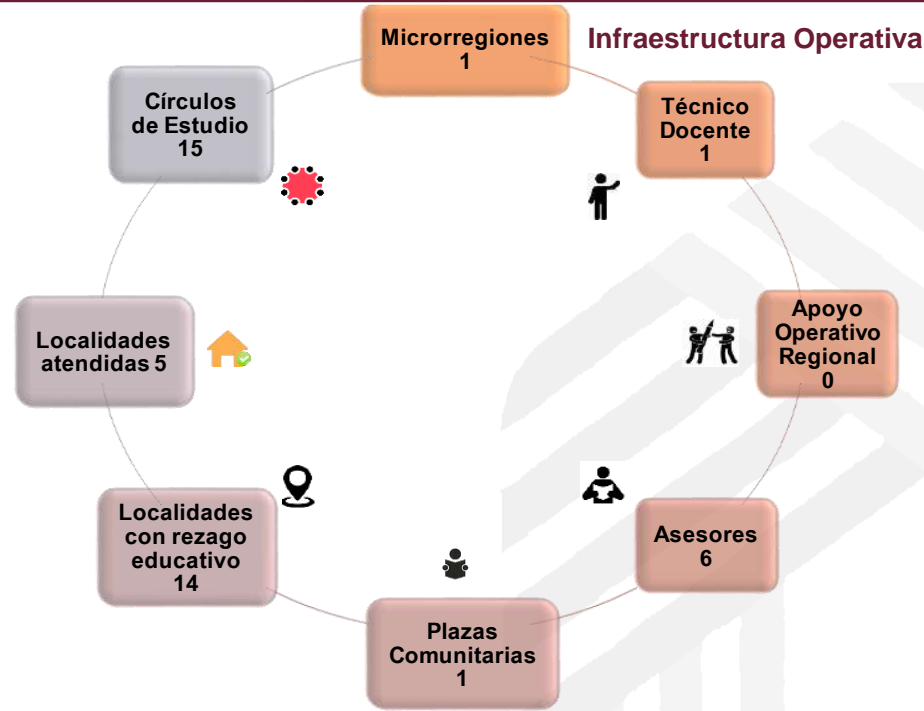 Infraestructura Operativa
Microrregiones
1
Técnico
Docente
1
Apoyo
Operativo
Regional
0
Asesores
6
Plazas
Comunitarias
1
Localidades
con rezago
educativo
14
Localidades
atendidas 5
Círculos
de Estudio
15